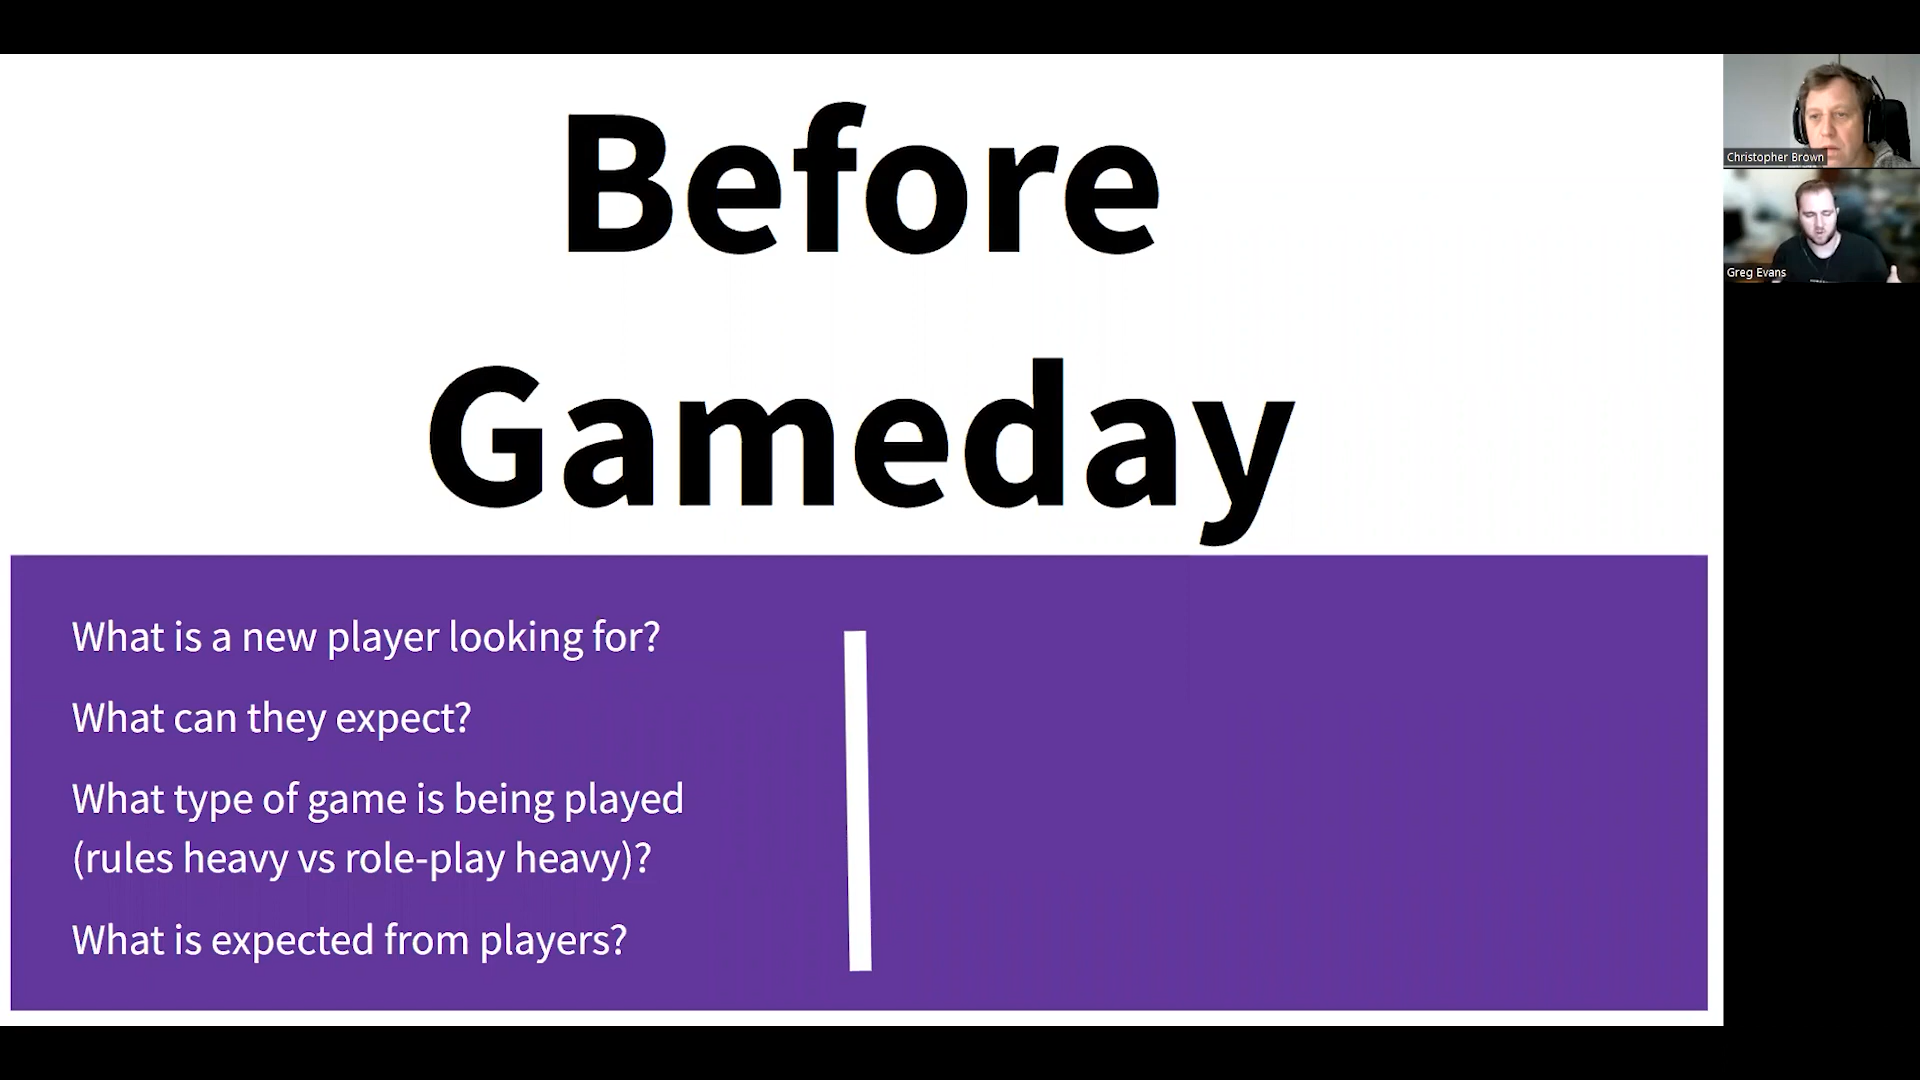 Before
Gameday
What is a new player looking for?
What can they expect?
What type of game is being played
(rules heavy vs role-play heavy)?
What is expected from players?
Christopher Brown
Greg Evans